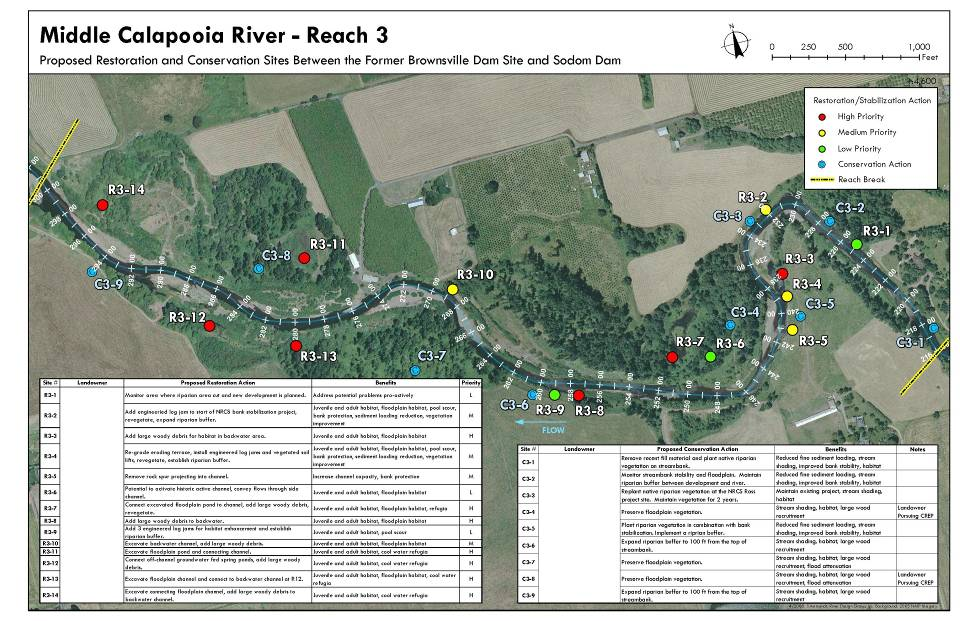 Middle Calapooia River - Reach 3
Proposed Restoration and Conservation Sites Between the Former Brownsville Dam Site and Sodom Dam
N
0 250 500 1,000
Feet
1:4,600
Restoration/Stabilization Action
High Priority
Medium Priority
Low Priority
Conservation Action
Reach Break
R3-14
R3-2
C3-3
C3-2
R3-1
C3-8
R3-11
R3-3
C3-9
R3-10
R3-4
C3-4
C3-5
R3-12
R3-5
C3-1
R3-13
C3-7
R3-7
R3-6
C3-6
R3-9
R3-8
FLOW
Site # Landowner Proposed Restoration Action Benefits Priority
R3-1 Monitor area where riparian area cut and new development is planned. Address potential problems pro-actively L
R3-2 Add engineered log jam to start of NRCS bank stabilization project, revegetate, expand riparian buffer. Juvenile and adult habitat, floodplain habitat, pool scour, bank protection, sediment loading reduction, vegetation improvement M
R3-3 Add large woody debris for habitat in backwater area. Juvenile and adult habitat, floodplain habitat H
R3-4 Re-grade eroding terrace, install engineered log jams and vegetated soil lifts, revegetate, establish riparian buffer. Juvenile and adult habitat, floodplain habitat, pool scour, bank protection, sediment loading reduction, vegetation improvement M
R3-5 Remove rock spur projecting into channel. Increase channel capacity, bank protection M
R3-6 Potential to activate historic active channel, convey flows through side channel. Juvenile and adult habitat, floodplain habitat L
R3-7 Connect excavated floodplain pond to channel, add large woody debris, revegetate. Juvenile and adult habitat, floodplain habitat, refugia H
R3-8 Add large woody debris to backwater. Juvenile and adult habitat, floodplain habitat H
R3-9 Add 3 engineered log jams for habitat enhancement and establish riparian buffer. Juvenile and adult habitat, pool scour L
R3-10 Excavate backwater channel, add large woody debris. Juvenile and adult habitat, floodplain habitat M
R3-11 Excavate floodplain pond and connecting channel. Juvenile and adult habitat, cool water refugia H
R3-12 Connect off-channel groundwater fed spring ponds, add large woody debris. Juvenile and adult habitat, floodplain habitat, cool water refugia H
R3-13 Excavate floodplain channel and connect to backwater channel at R12. Juvenile and adult habitat, floodplain habitat, cool water refugia H
R3-14 Excavate connecting floodplain channel, add large woody debris to backwater channel. Juvenile and adult habitat, cool water refugia H
Site # Landowner Proposed Conservation Action Benefits Notes
C3-1 Remove recent fill material and plant native riparian vegetation on streambank. Reduced fine sediment loading, stream shading, improved bank stability, habitat
C3-2 Monitor streambank stability and floodplain. Maintain riparian buffer between development and river. Reduced fine sediment loading, stream shading, improved bank stability, habitat
C3-3 Replant native riparian vegetation at the NRCS Ross project site. Maintain vegetation for 2 years. Maintain existing project, stream shading, habitat
C3-4 Preserve floodplain vegetation. Stream shading, habitat, large wood recruitment Landowner Pursuing CREP
C3-5 Plant riparian vegetation in combination with bank stabilization. Implement a riprian buffer. Reduced fine sediment loading, stream shading, improved bank stability, habitat
C3-6 Expand riparian buffer to 100 ft from the top of streambank. Stream shading, habitat, large wood recruitment
C3-7 Preserve floodplain vegetation. Stream shading, habitat, large wood recruitment, flood attenuation
C3-8 Preserve floodplain vegetation. Stream shading, habitat, large wood recruitment, flood attenuation Landowner Pursuing CREP
C3-9 Expand riparian buffer to 100 ft from the top of streambank. Stream shading, habitat, large wood recruitment